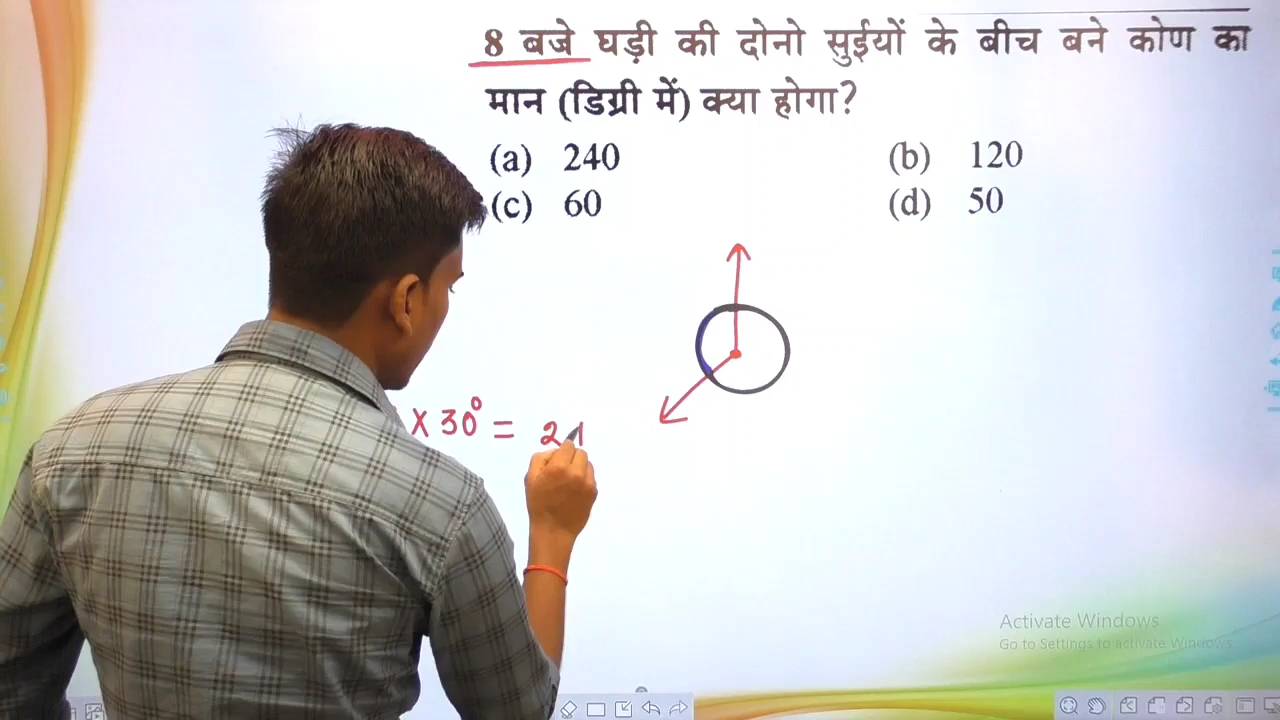 8 बजे घड़ी की दोनो सुईयों के बीच बने कोण का
मान (डिग्री में) क्या होगा?
(a) 240 (b) 120
(c) 60 (d) 50
X 30° = 2
Activate Windows
Go to Settings to activate Windows.